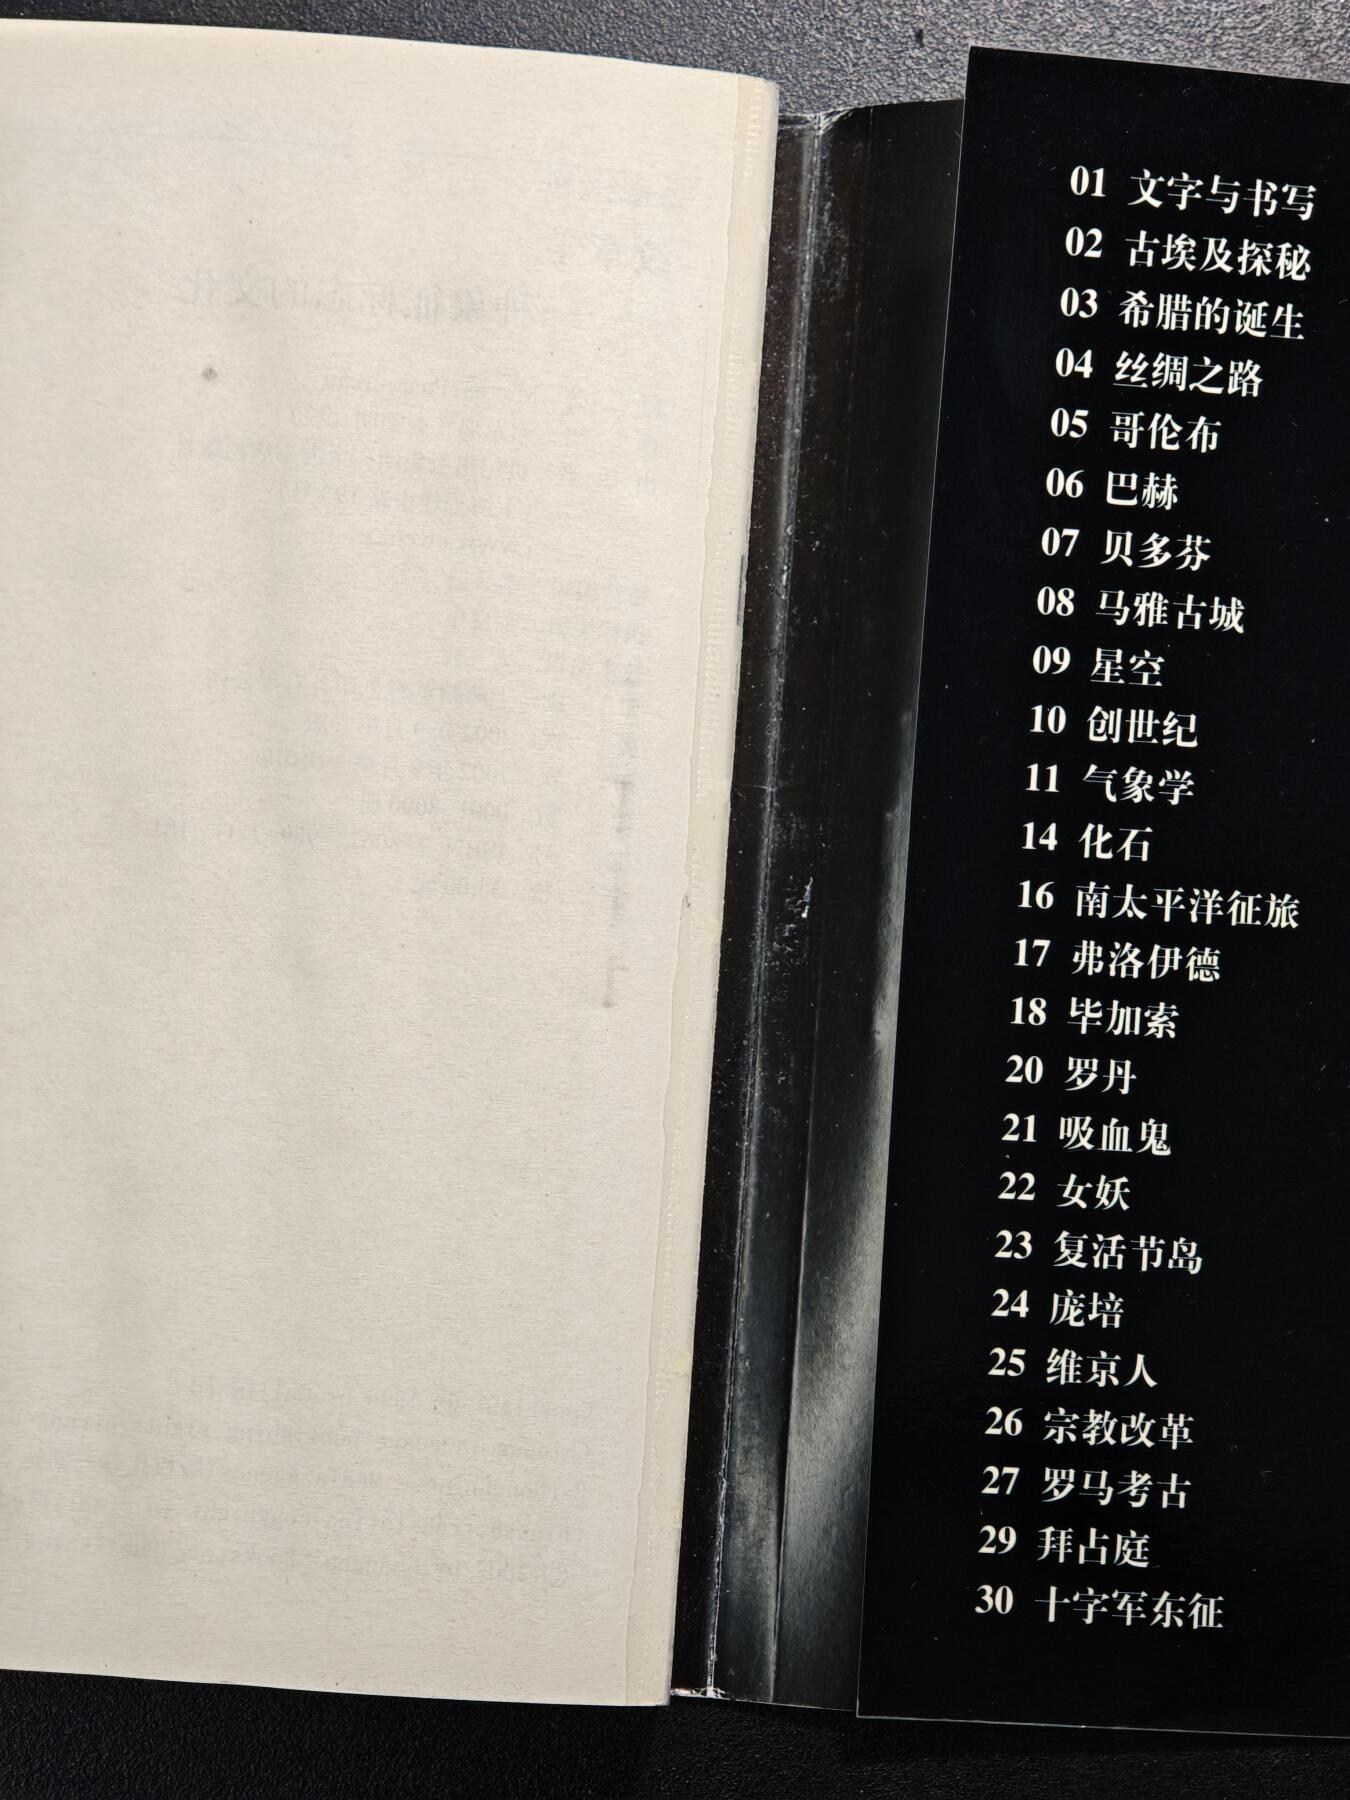 01 文字与书写
02 古埃及探秘
03 希腊的诞生
04 丝绸之路
05 哥伦布
06 巴赫
07 贝多芬
08 马雅古城
09 星空
10 创世纪
11 气象学
14 化石
16 南太平洋征旅
17 弗洛伊德
18 毕加索
20 罗丹
21 吸血鬼
22 女妖
23 复活节岛
24 庞培
25 维京人
26 宗教改革
27 罗马考古
29 拜占庭
30 十字军东征